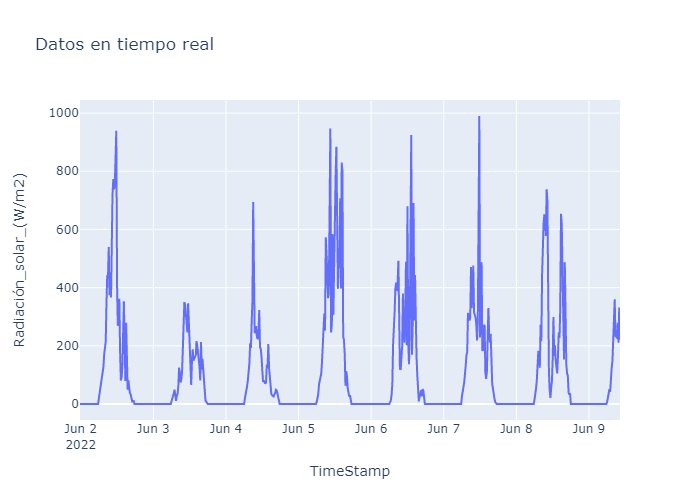 Datos en tiempo real
Radiación_solar_(W/m2)
1000
800
600
400
200
0
Jun 2
2022
Jun 3
Jun 4
Jun 5
Jun 6
Jun 7
Jun 8
Jun 9
TimeStamp